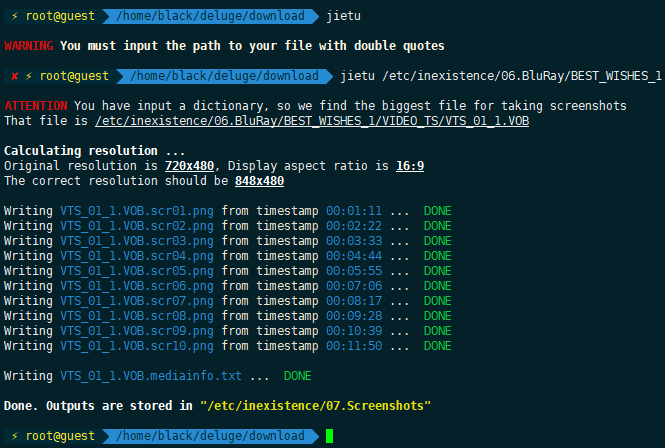 ⚡ root@guest /home/black/deluge/download jietu
WARNING You must input the path to your file with double quotes
✘ ⚡ root@guest /home/black/deluge/download jietu /etc/inexistence/06.BluRay/BEST_WISHES_1
ATTENTION You have input a dictionary, so we find the biggest file for taking screenshots
That file is /etc/inexistence/06.BluRay/BEST_WISHES_1/VIDEO_TS/VTS_01_1.VOB
Calculating resolution ...
Original resolution is 720x480, Display aspect ratio is 16:9
The correct resolution should be 848x480
Writing VTS_01_1.VOB.scr01.png from timestamp 00:01:11 ... DONE
Writing VTS_01_1.VOB.scr02.png from timestamp 00:02:22 ... DONE
Writing VTS_01_1.VOB.scr03.png from timestamp 00:03:33 ... DONE
Writing VTS_01_1.VOB.scr04.png from timestamp 00:04:44 ... DONE
Writing VTS_01_1.VOB.scr05.png from timestamp 00:05:55 ... DONE
Writing VTS_01_1.VOB.scr06.png from timestamp 00:07:06 ... DONE
Writing VTS_01_1.VOB.scr07.png from timestamp 00:08:17 ... DONE
Writing VTS_01_1.VOB.scr08.png from timestamp 00:09:28 ... DONE
Writing VTS_01_1.VOB.scr09.png from timestamp 00:10:39 ... DONE
Writing VTS_01_1.VOB.scr10.png from timestamp 00:11:50 ... DONE
Writing VTS_01_1.VOB.mediainfo.txt ... DONE
Done. Outputs are stored in "/etc/inexistence/07.Screenshots"
⚡ root@guest /home/black/deluge/download